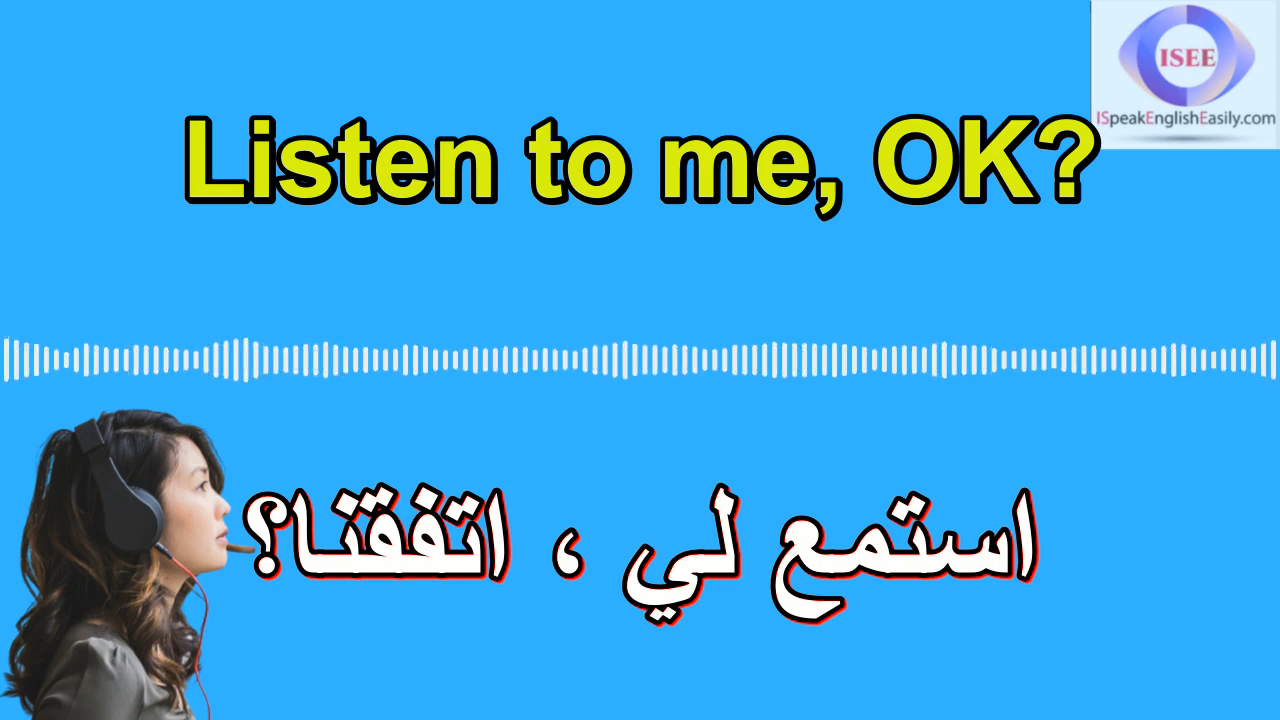 ISEE
ISpeakEnglishEasily.com
Listen to me, OK?
استمع لي ، اتفقنا؟